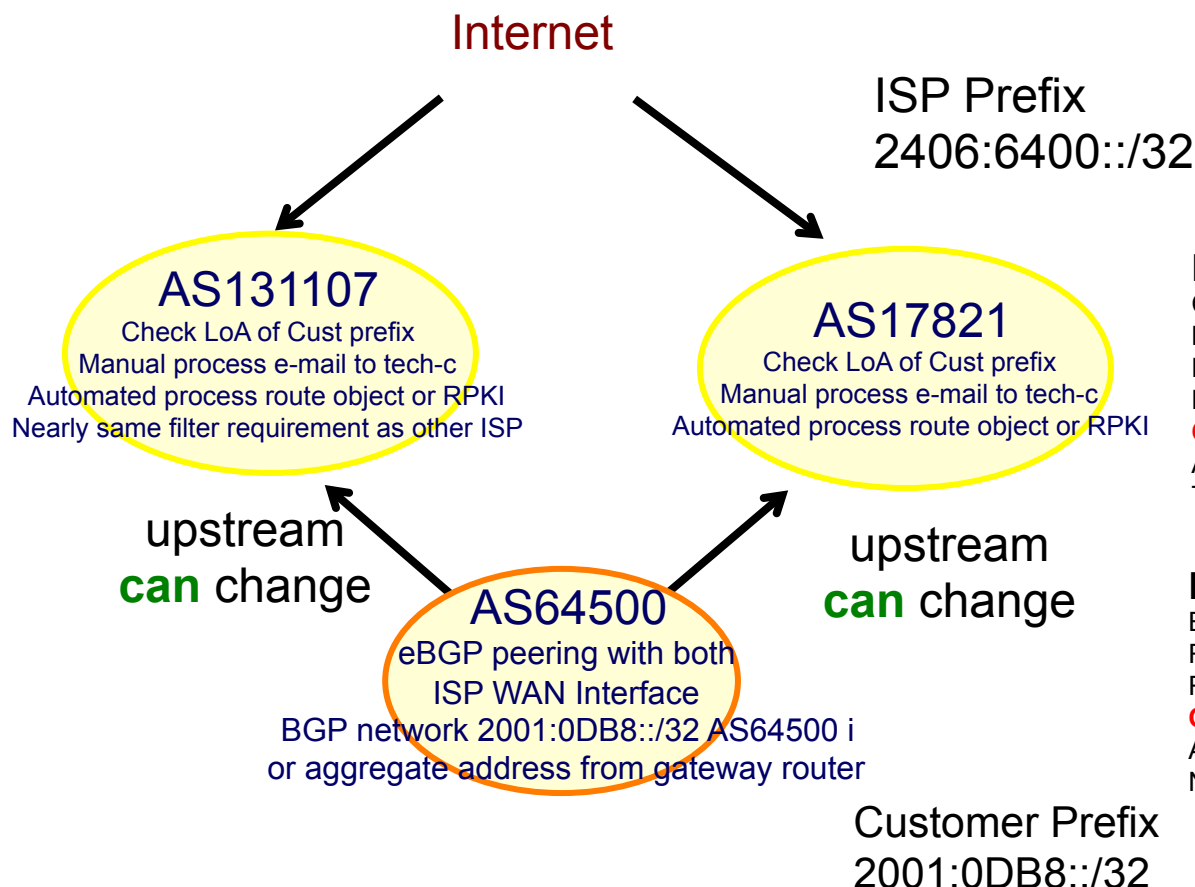 Internet
ISP Prefix
2406:6400::/32
AS131107
Check LoA of Cust prefix
Manual process e-mail to tech-c
Automated process route object or RPKI
Nearly same filter requirement as other ISP
AS17821
Check LoA of Cust prefix
Manual process e-mail to tech-c
Automated process route object or RPKI
upstream
can change
upstream
can change
AS64500
eBGP peering with both
ISP WAN Interface
BGP network 2001:0DB8::/32 AS64500 i
or aggregate address from gateway router
Customer Prefix
2001:0DB8::/32